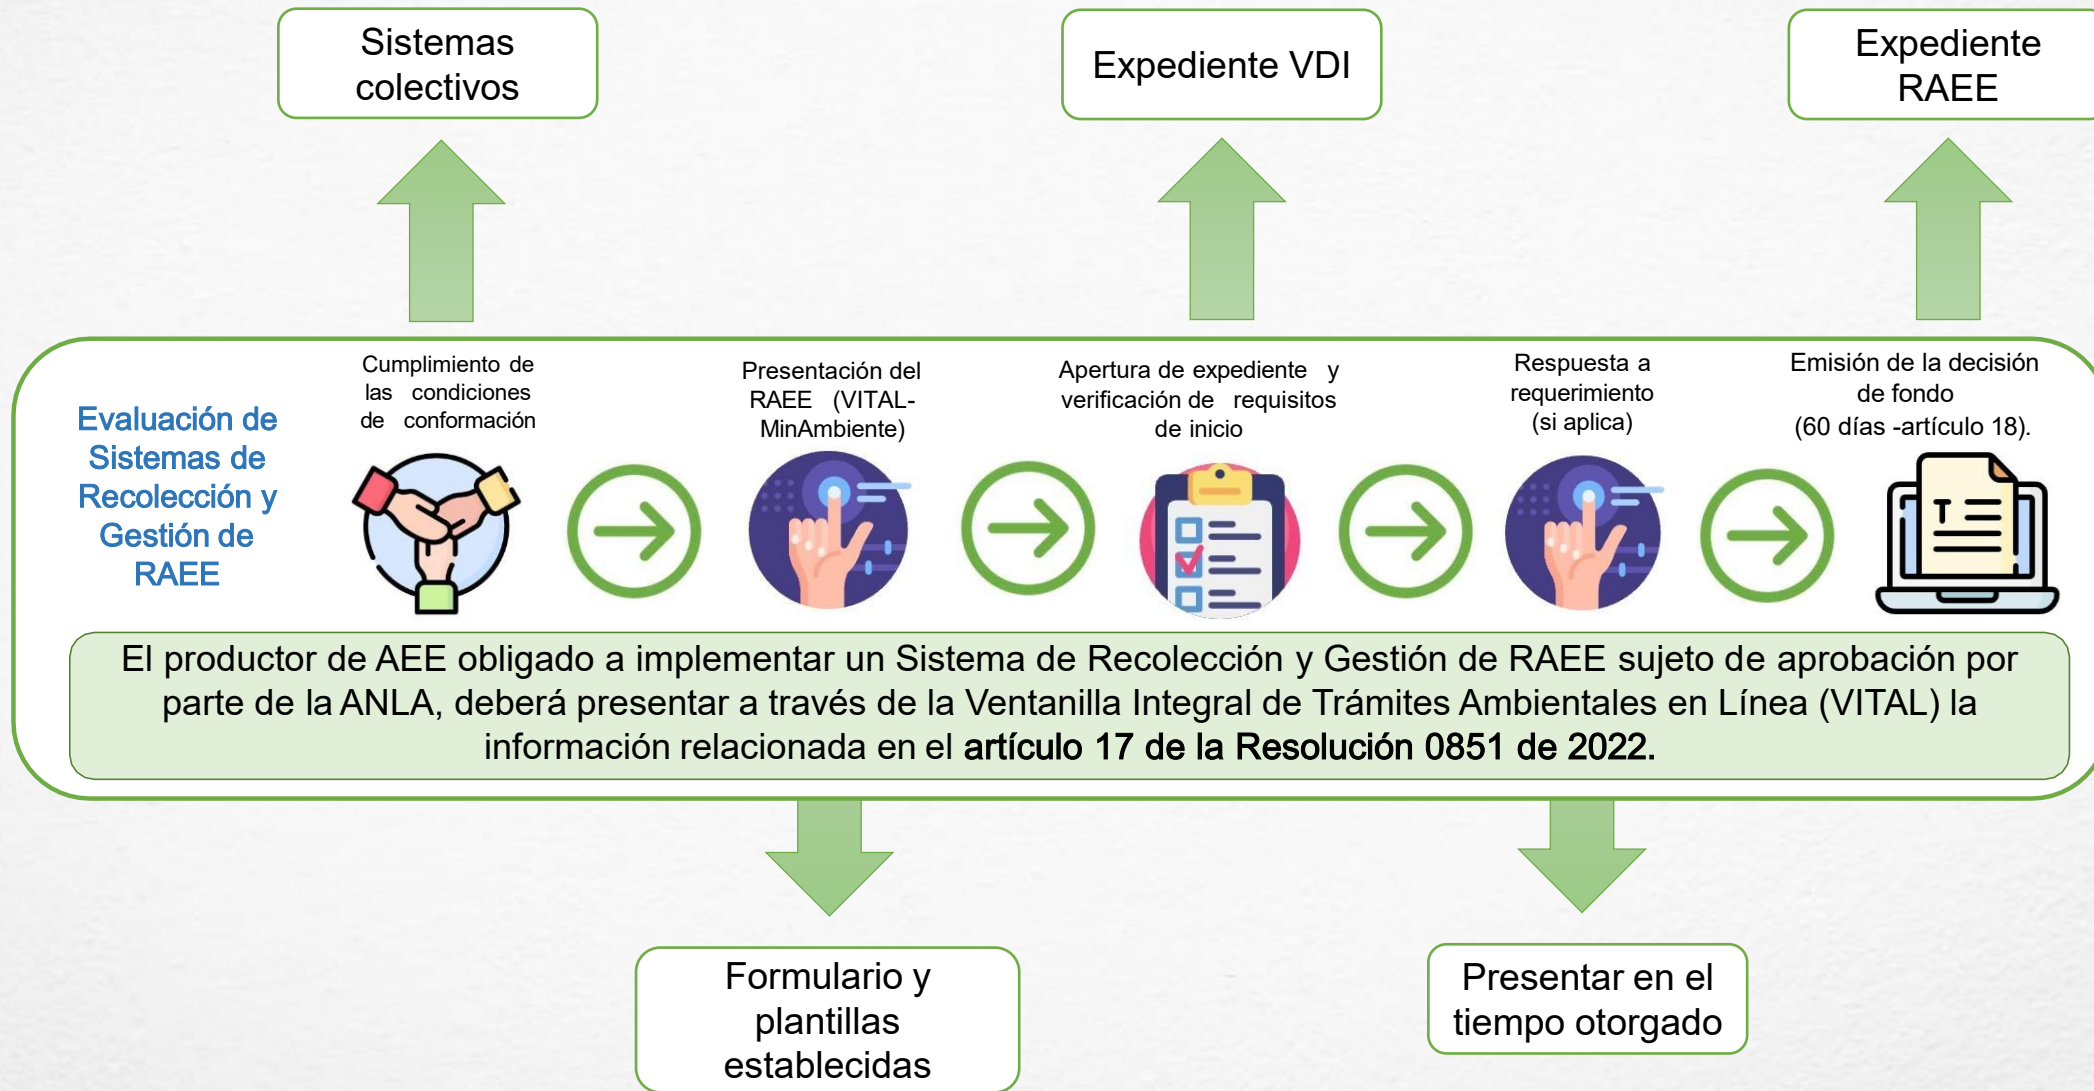 Sistemas
colectivos
Expediente VDI
Expediente
RAEE
Evaluación de
Sistemas de
Recolección y
Gestión de
RAEE
Cumplimiento de
las condiciones
de conformación
Presentación del
RAEE (VITAL-
MinAmbiente)
Apertura de expediente y
verificación de requisitos
de inicio
Respuesta a
requerimiento
(si aplica)
Emisión de la decisión
de fondo
(60 días -artículo 18).
El productor de AEE obligado a implementar un Sistema de Recolección y Gestión de RAEE sujeto de aprobación por
parte de la ANLA, deberá presentar a través de la Ventanilla Integral de Trámites Ambientales en Línea (VITAL) la
información relacionada en el artículo 17 de la Resolución 0851 de 2022.
Formulario y
plantillas
establecidas
Presentar en el
tiempo otorgado